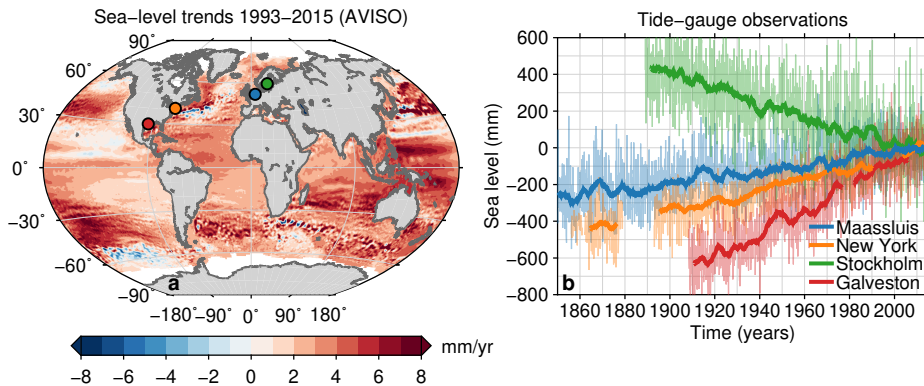 Sea−level trends 1993−2015 (AVISO)
90˚
60˚
30˚
0˚
−30˚
−60˚
−90˚
a
−180˚ −90˚ 0˚ 90˚ 180˚
−8 −6 −4 −2 0 2 4 6 8
mm/yr
Tide−gauge observations
Sea level (mm)
600
400
200
0
−200
−400
−600
−800
b
Maassluis
New York
Stockholm
Galveston
1860 1880 1900 1920 1940 1960 1980 2000
Time (years)